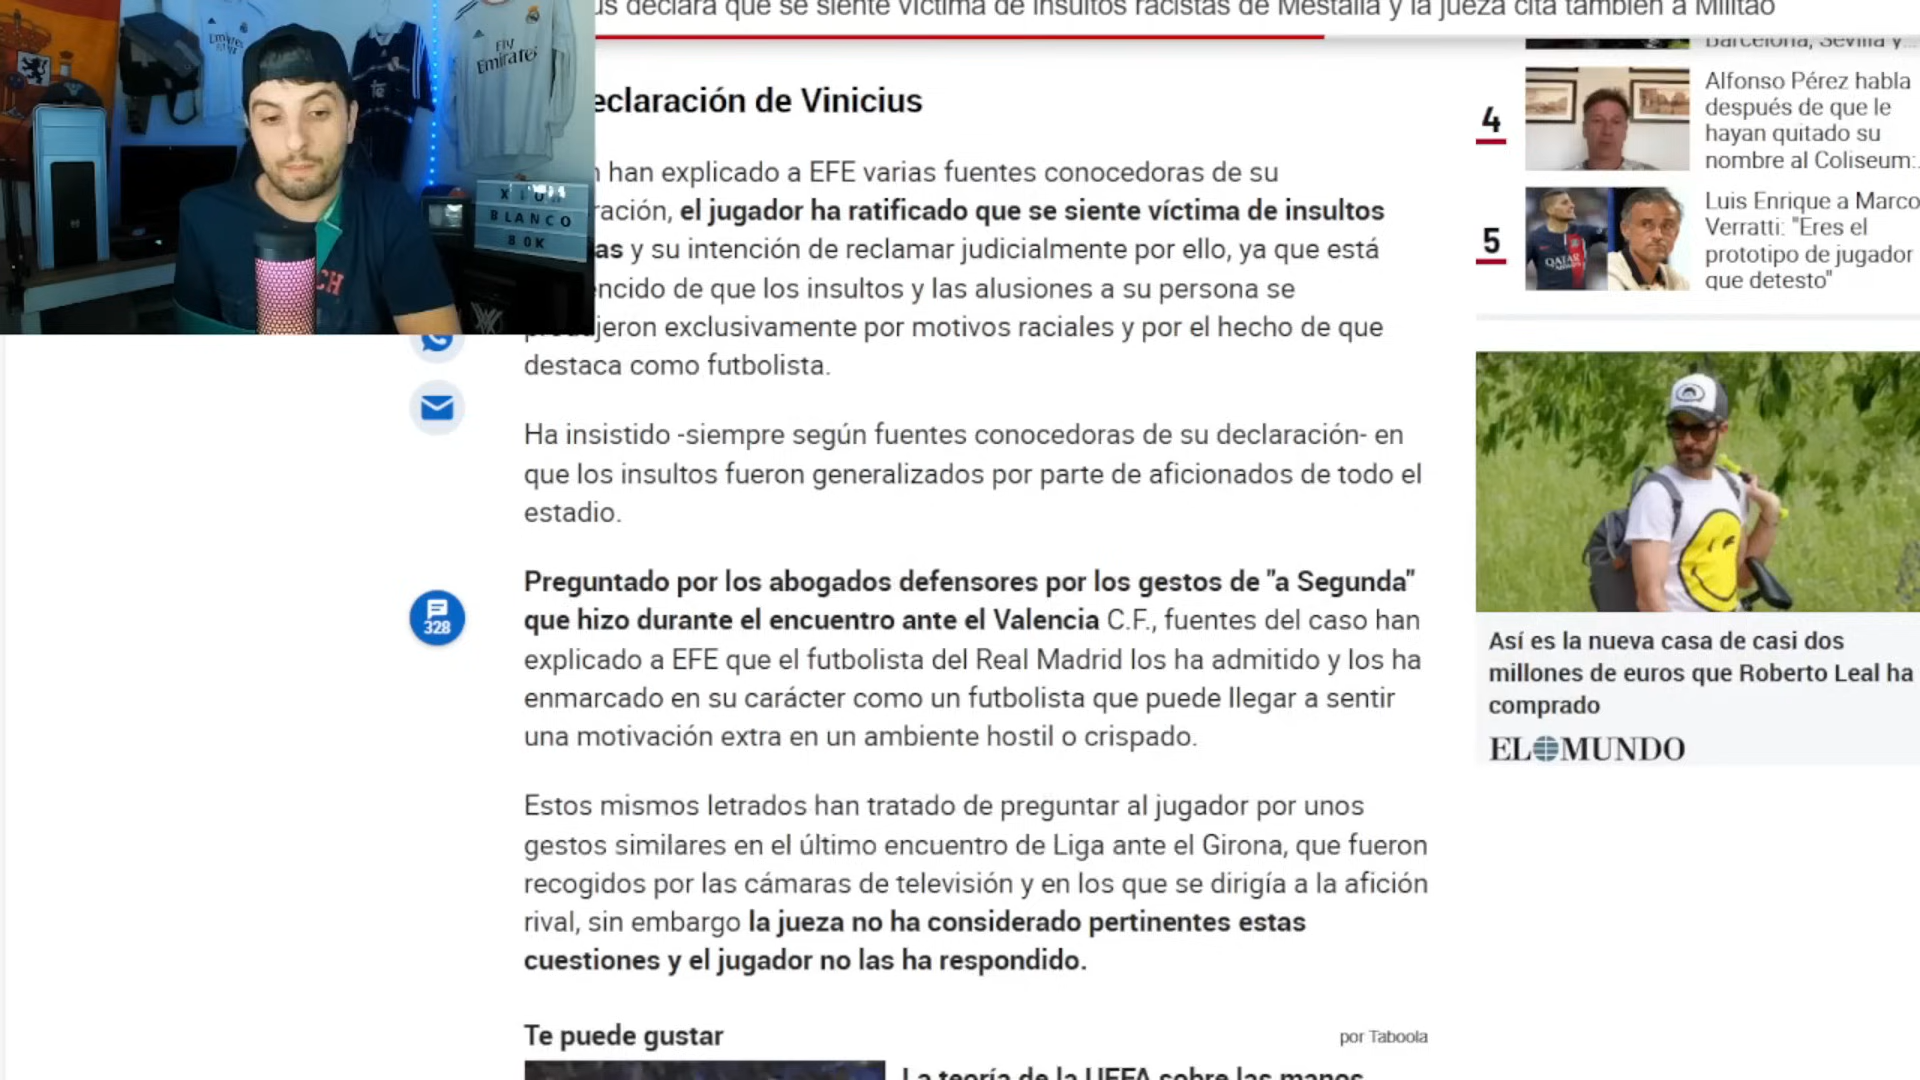 us declara que se siente víctima de insultos racistas de Mestalla y la jueza cita también a Militao
Fly
Emirates
BLANCO
80K
eclaración de Vinicius
n han explicado a EFE varias fuentes conocedoras de su
ración, el jugador ha ratificado que se siente víctima de insultos
as y su intención de reclamar judicialmente por ello, ya que está
encido de que los insultos y las alusiones a su persona se
produjeron exclusivamente por motivos raciales y por el hecho de que
destaca como futbolista.
Ha insistido -siempre según fuentes conocedoras de su declaración- en
que los insultos fueron generalizados por parte de aficionados de todo el
estadio.
328
Preguntado por los abogados defensores por los gestos de "a Segunda"
que hizo durante el encuentro ante el Valencia C.F., fuentes del caso han
explicado a EFE que el futbolista del Real Madrid los ha admitido y los ha
enmarcado en su carácter como un futbolista que puede llegar a sentir
una motivación extra en un ambiente hostil o crispado.
Estos mismos letrados han tratado de preguntar al jugador por unos
gestos similares en el último encuentro de Liga ante el Girona, que fueron
recogidos por las cámaras de televisión y en los que se dirigía a la afición
rival, sin embargo la jueza no ha considerado pertinentes estas
cuestiones y el jugador no las ha respondido.
Te puede gustar
por Taboola
La teoría de la UEFA sobre las manos
Barcelona, Sevilla y...
4
Alfonso Pérez habla
después de que le
hayan quitado su
nombre al Coliseum:
5
QATAR
Luis Enrique a Marco
Verratti: "Eres el
prototipo de jugador
que detesto"
Así es la nueva casa de casi dos
millones de euros que Roberto Leal ha
comprado
EL MUNDO